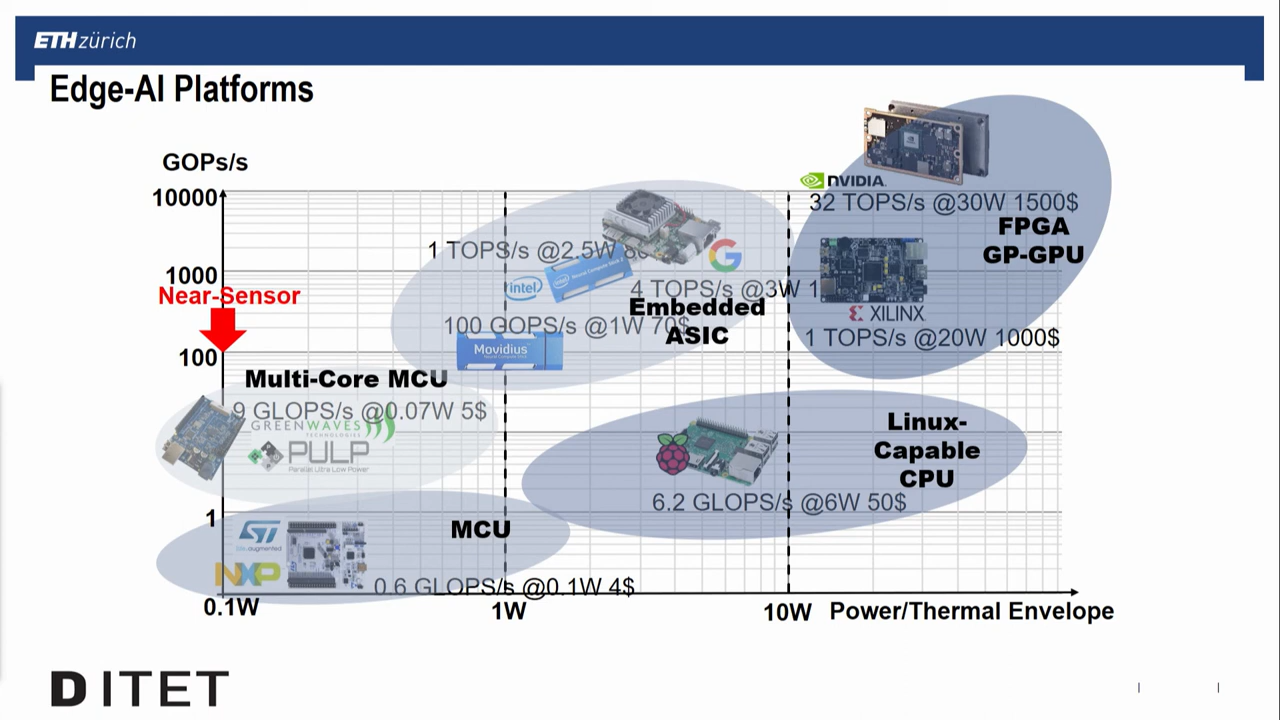 ETH zürich
Edge-AI Platforms
GOPs/s
10000
1000
100
1
Near-Sensor
NVIDIA.
32 TOPS/s @30W 1500$
FPGA
GP-GPU
XILINX
1 TOPS/s @20W 1000$
1 TOPS/s @2.5W
intel
4 TOPS/s @3W 1
Embedded
ASIC
100 GOPS/s @1W 70$
Movidius
Multi-Core MCU
9 GLOPS/s @0.07W 5$
GREENWAVES
TECHNOLOGIES
PULP
Parallel Ultra Low Power
Linux-
Capable
CPU
6.2 GLOPS/s @6W 50$
MCU
ST
NXP
0.6 GLOPS/s @0.1W 4$
0.1W
1W
10W
Power/Thermal Envelope
D ITET